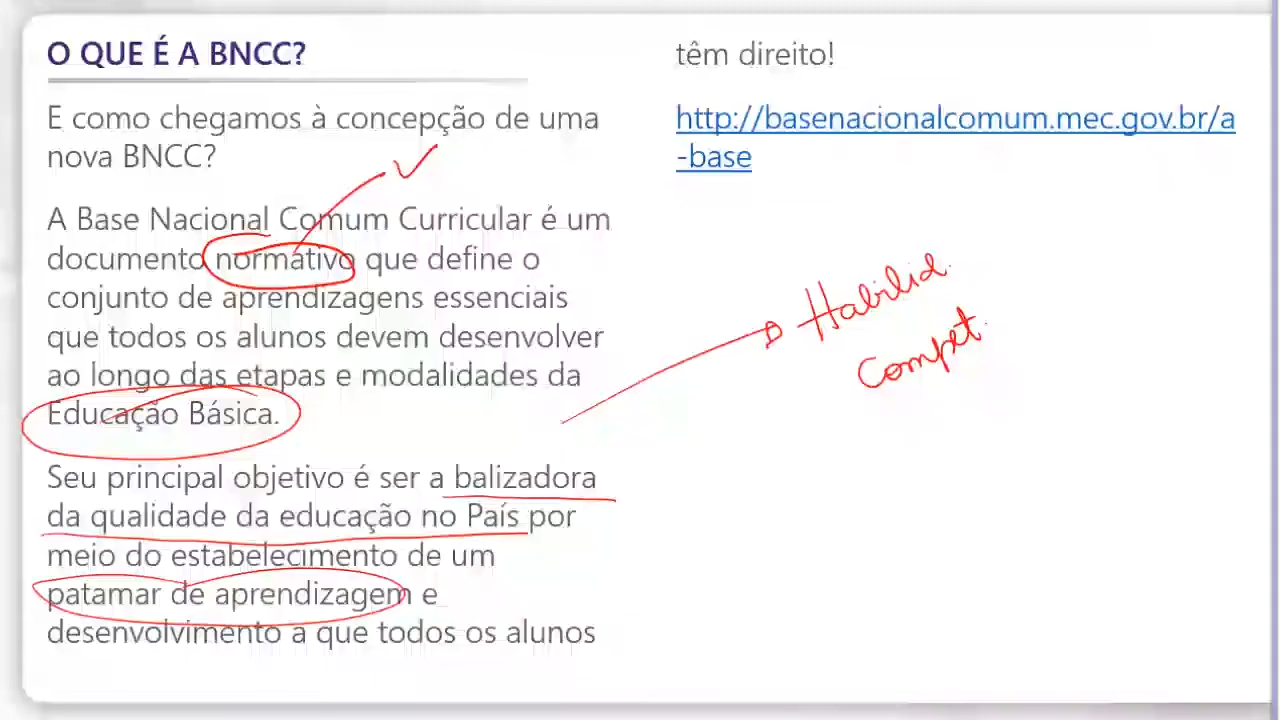 O QUE É A BNCC?
E como chegamos à concepção de uma
nova BNCC?
A Base Nacional Comum Curricular é um
documento normativo que define o
conjunto de aprendizagens essenciais
que todos os alunos devem desenvolver
ao longo das etapas e modalidades da
Educação Básica.
Seu principal objetivo é ser a balizadora
da qualidade da educação no País por
meio do estabelecimento de um
patamar de aprendizagem e
desenvolvimento a que todos os alunos
têm direito!
http://basenacionalcomum.mec.gov.br/a
-base
Habilid.
Compet.